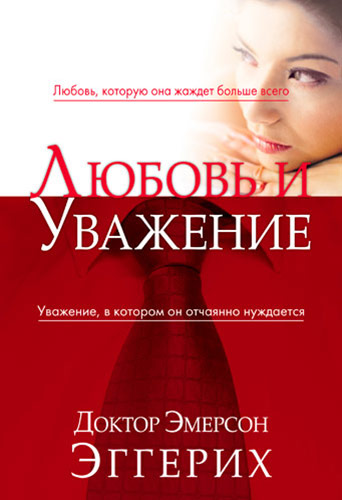 Любовь, которую она жаждет больше всего
Любовь и
Уважение
Уважение, в котором он отчаянно нуждается
Доктор Эмерсон
Эггерих